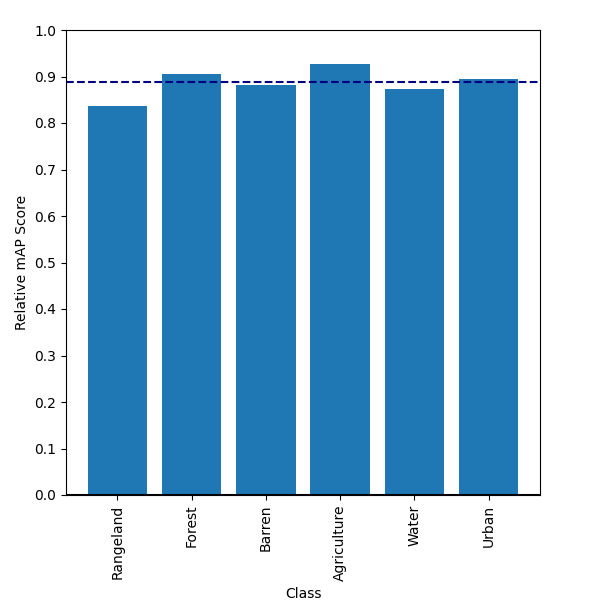 1.0
0.9
0.8
0.7
0.6
0.5
0.4
0.3
0.2
0.1
0.0
Relative mAP Score
Rangeland
Forest
Barren
Agriculture
Water
Urban
Class